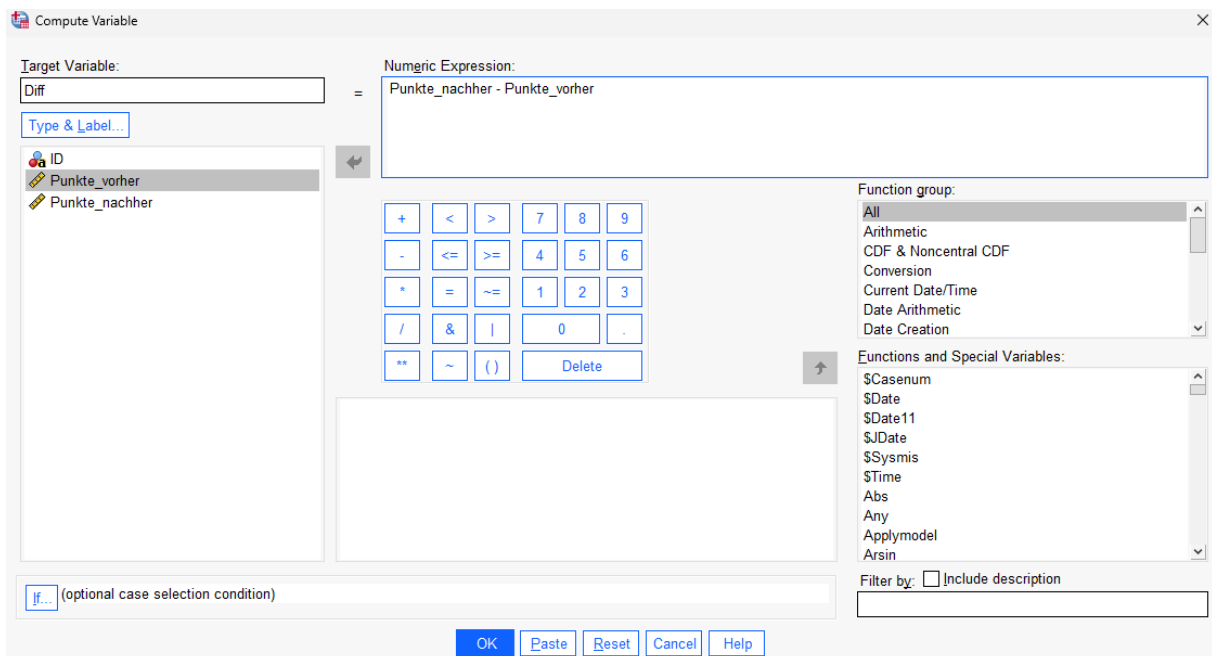 Compute Variable
Target Variable:
Diff
=
Numeric Expression:
Punkte_nachher - Punkte_vorher
Type & Label...
ID
Punkte_vorher
Punkte_nachher
+ < > 7 8 9
- <= >= 4 5 6
* = ~= 1 2 3
/ & | 0 .
** ~ ( ) Delete
Function group:
All
Arithmetic
CDF & Noncentral CDF
Conversion
Current Date/Time
Date Arithmetic
Date Creation
Functions and Special Variables:
$Casenum
$Date
$Date11
$JDate
$Sysmis
$Time
Abs
Any
Applymodel
Arsin
If... (optional case selection condition)
Filter by: Include description
OK Paste Reset Cancel Help